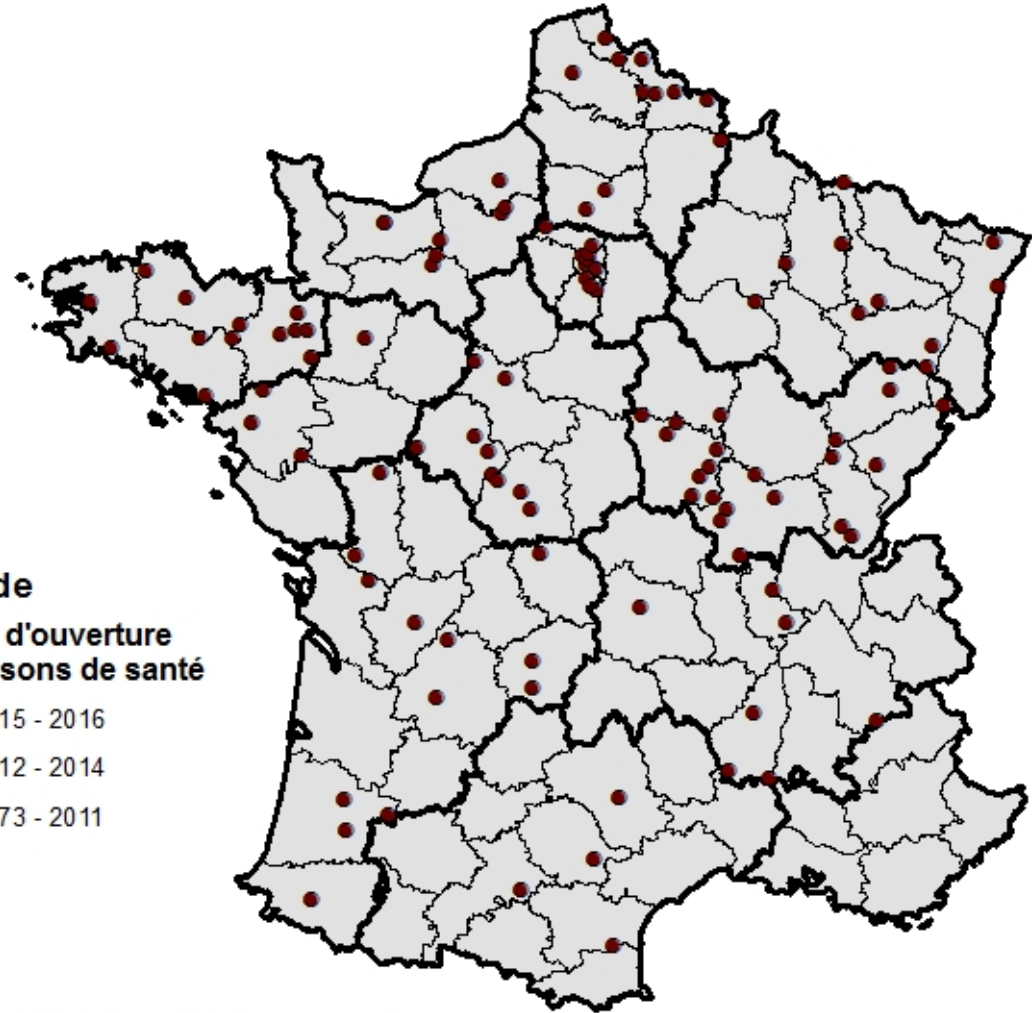 de
d'ouverture
sons de santé
15 - 2016
12 - 2014
73 - 2011